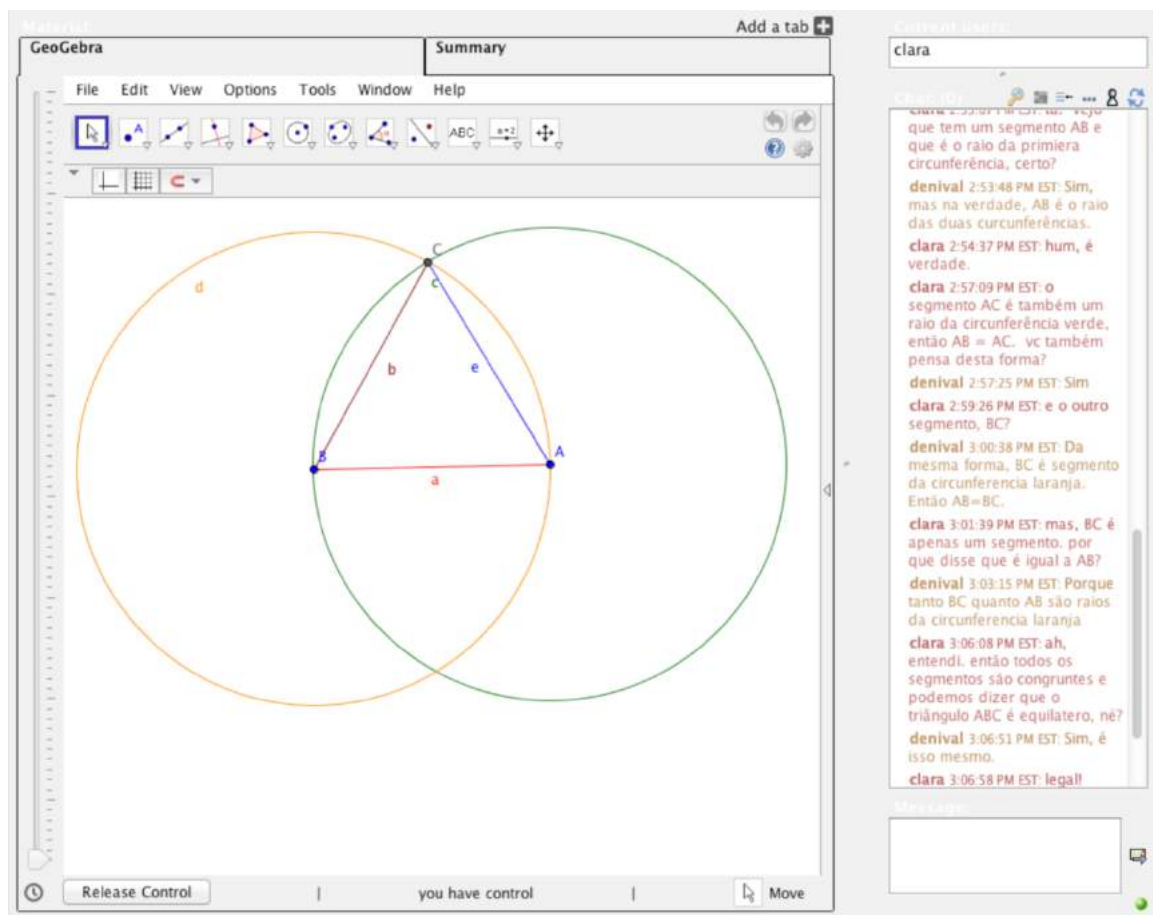 Material:
Add a tab
GeoGebra
Summary
File Edit View Options Tools Window Help
A
ABC
a=2
d
C
c
b
e
B
A
a
Release Control
you have control
Move
Current users:
clara
Chat ID:
que tem um segmento AB e
que é o raio da primiera
circunferência, certo?
denival 2:53:48 PM EST: Sim,
mas na verdade, AB é o raio
das duas curcunferências.
clara 2:54:37 PM EST: hum, é
verdade.
clara 2:57:09 PM EST: o
segmento AC é também um
raio da circunferência verde,
então AB = AC. vc também
pensa desta forma?
denival 2:57:25 PM EST: Sim
clara 2:59:26 PM EST: e o outro
segmento, BC?
denival 3:00:38 PM EST: Da
mesma forma, BC é segmento
da circunferencia laranja.
Então AB=BC.
clara 3:01:39 PM EST: mas, BC é
apenas um segmento. por
que disse que é igual a AB?
denival 3:03:15 PM EST: Porque
tanto BC quanto AB são raios
da circunferencia laranja
clara 3:06:08 PM EST: ah,
entendi. então todos os
segmentos são congruntes e
podemos dizer que o
triângulo ABC é equilatero, né?
denival 3:06:51 PM EST: Sim, é
isso mesmo.
clara 3:06:58 PM EST: legal!
Message: